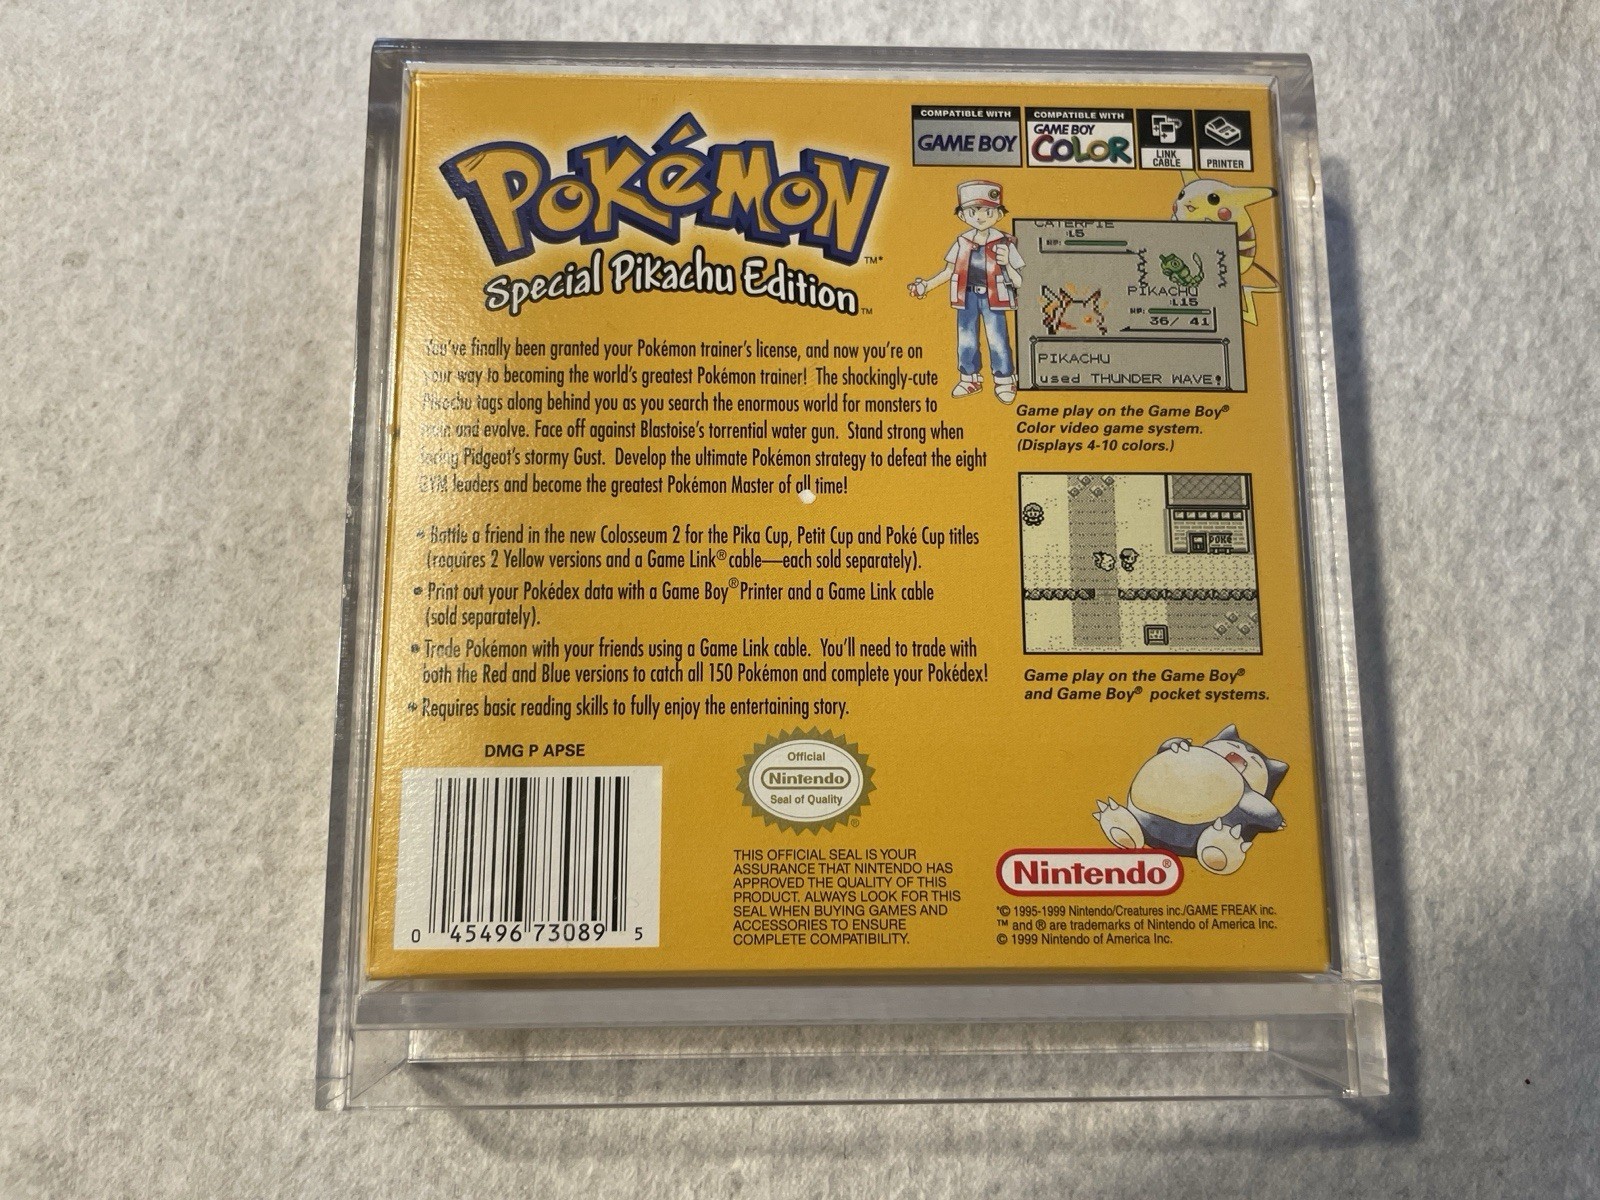 POKéMON
TM*
Special Pikachu Edition
TM
COMPATIBLE WITH
GAME BOY
COMPATIBLE WITH
GAME BOY
COLOR
LINK
CABLE
PRINTER
You've finally been granted your Pokémon trainer's license, and now you're on
your way to becoming the world's greatest Pokémon trainer! The shockingly-cute
Pikachu tags along behind you as you search the enormous world for monsters to
train and evolve. Face off against Blastoise's torrential water gun. Stand strong when
facing Pidgeot's stormy Gust. Develop the ultimate Pokémon strategy to defeat the eight
GYM leaders and become the greatest Pokémon Master of all time!
Battle a friend in the new Colosseum 2 for the Pika Cup, Petit Cup and Poké Cup titles
(requires 2 Yellow versions and a Game Link® cable—each sold separately).
Print out your Pokédex data with a Game Boy® Printer and a Game Link cable
(sold separately).
Trade Pokémon with your friends using a Game Link cable. You'll need to trade with
both the Red and Blue versions to catch all 150 Pokémon and complete your Pokédex!
Requires basic reading skills to fully enjoy the entertaining story.
CATERPIE
:L5
HP:
PIKACHU
:L15
HP:
36/ 41
PIKACHU
used THUNDER WAVE!
Game play on the Game Boy®
Color video game system.
(Displays 4-10 colors.)
POKé
Game play on the Game Boy®
and Game Boy® pocket systems.
DMG P APSE
0 45496 73089 5
Official
Nintendo
Seal of Quality
®
THIS OFFICIAL SEAL IS YOUR
ASSURANCE THAT NINTENDO HAS
APPROVED THE QUALITY OF THIS
PRODUCT. ALWAYS LOOK FOR THIS
SEAL WHEN BUYING GAMES AND
ACCESSORIES TO ENSURE
COMPLETE COMPATIBILITY.
Nintendo®
*© 1995-1999 Nintendo/Creatures inc./GAME FREAK inc.
TM and ® are trademarks of Nintendo of America Inc.
© 1999 Nintendo of America Inc.